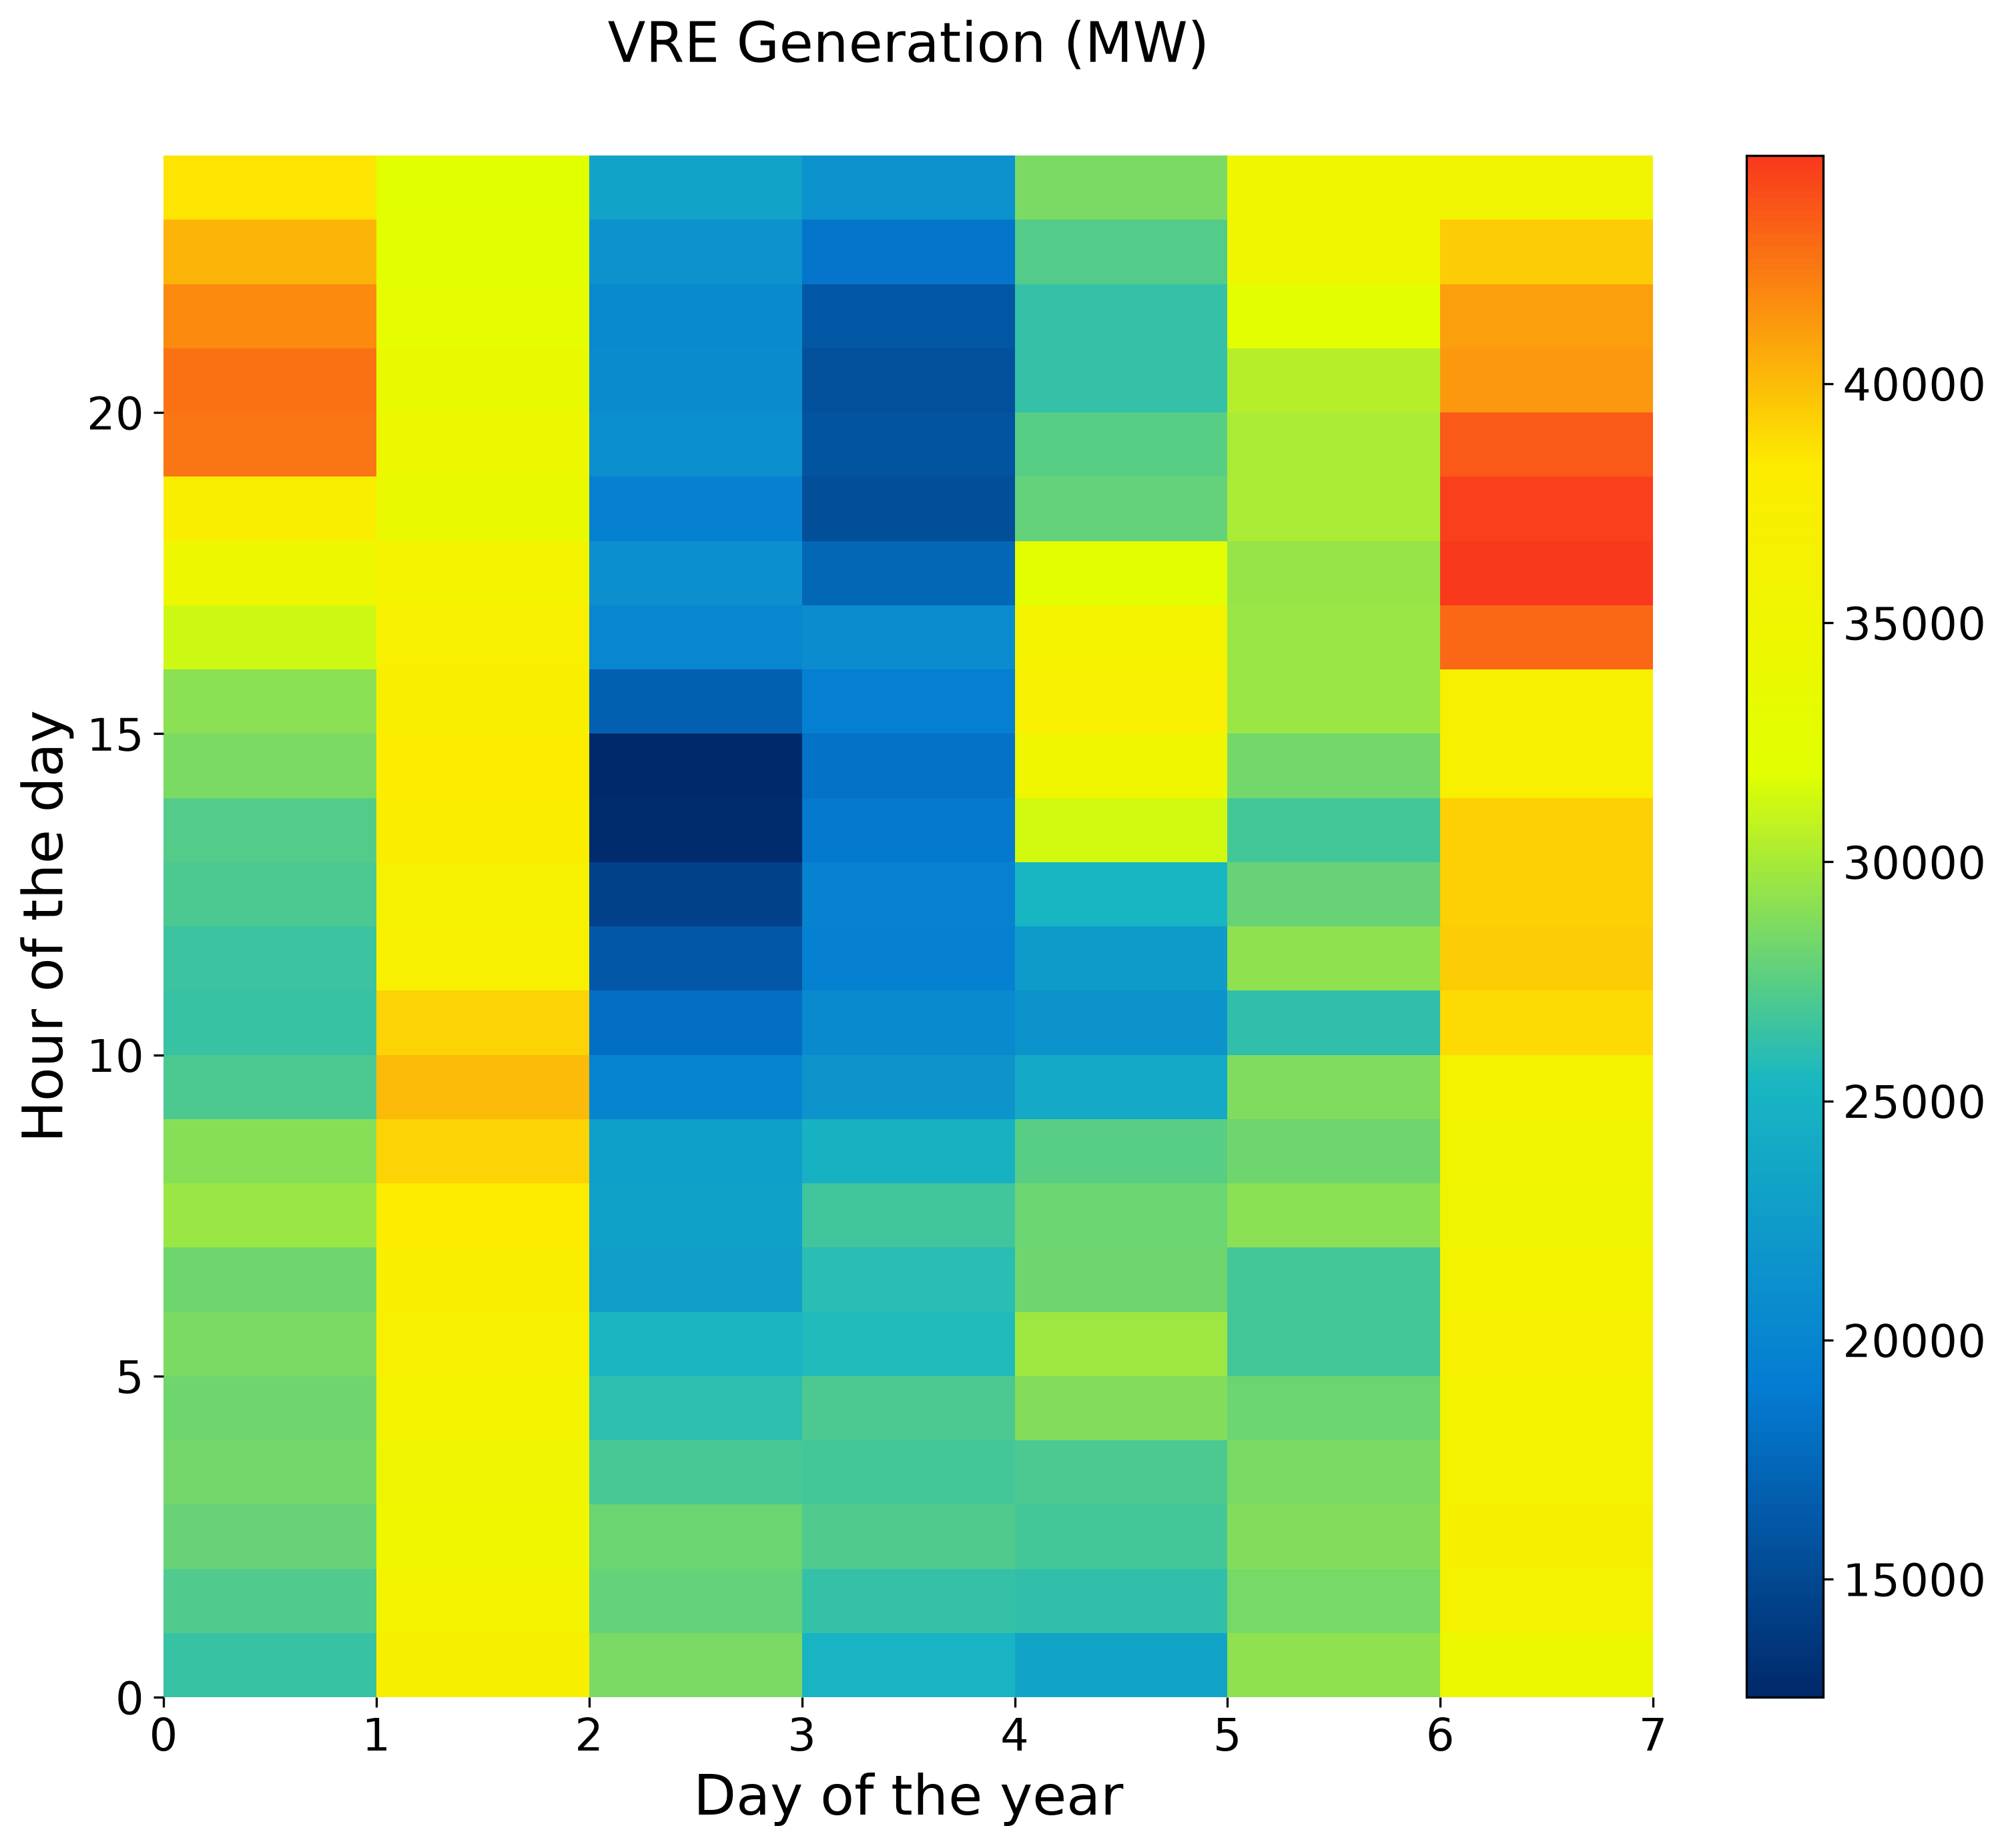 VRE Generation (MW)
Hour of the day
20
15
10
5
0
0 1 2 3 4 5 6 7
Day of the year
40000
35000
30000
25000
20000
15000